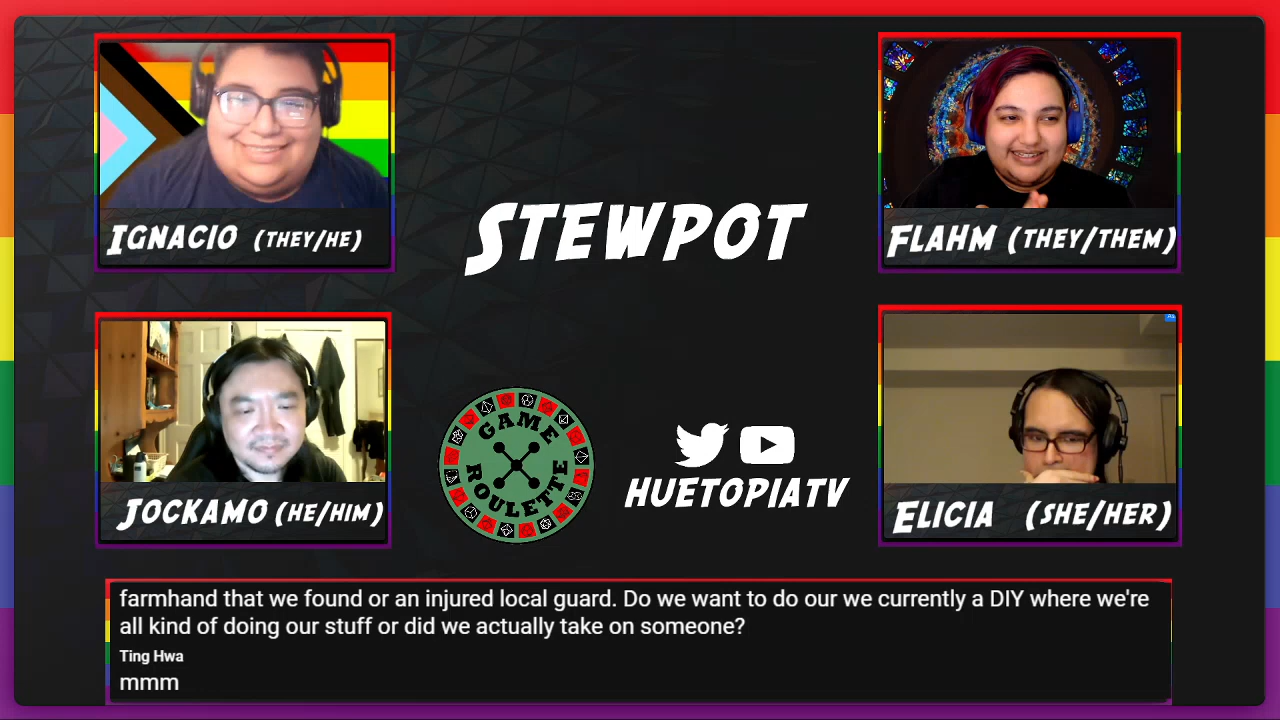 IGNACIO (THEY/HE)
FLAHM (THEY/THEM)
STEWPOT
JOCKAMO (HE/HIM)
GAME
ROULETTE
HUETOPIATV
ELICIA (SHE/HER)
farmhand that we found or an injured local guard. Do we want to do our we currently a DIY where we're
all kind of doing our stuff or did we actually take on someone?
Ting Hwa
mmm